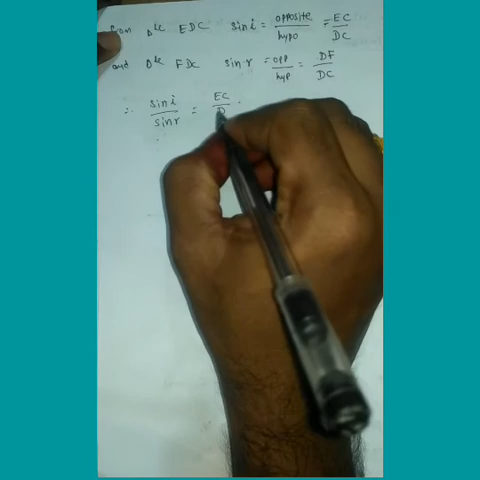 from Δle EDC sin i = opposite/hypo = EC/DC
and Δle FDC sin r = opp/hyp = DF/DC
∴ sin i/sin r = EC/D